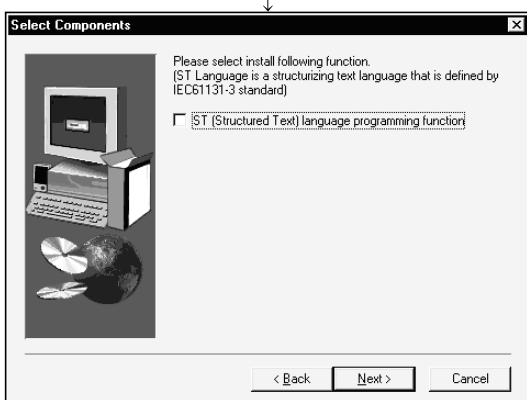 Select Components
Please select install following function.
(ST Language is a structurizing text language that is defined by
IEC61131-3 standard)
ST (Structured Text) language programming function
< Back
Next >
Cancel